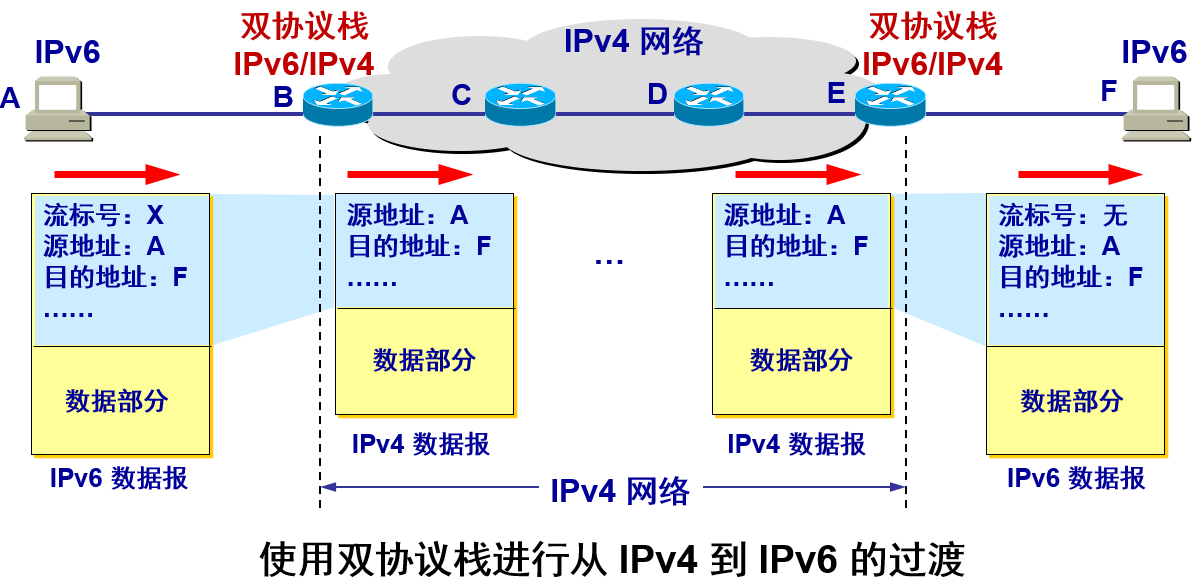 双协议栈
IPv6/IPv4
IPv4 网络
双协议栈
IPv6/IPv4
IPv6
IPv6
A
B
C
D
E
F
流标号：X
源地址：A
目的地址：F
……
数据部分
IPv6 数据报
源地址：A
目的地址：F
……
数据部分
IPv4 数据报
…
源地址：A
目的地址：F
……
数据部分
IPv4 数据报
流标号：无
源地址：A
目的地址：F
……
数据部分
IPv6 数据报
IPv4 网络
使用双协议栈进行从 IPv4 到 IPv6 的过渡